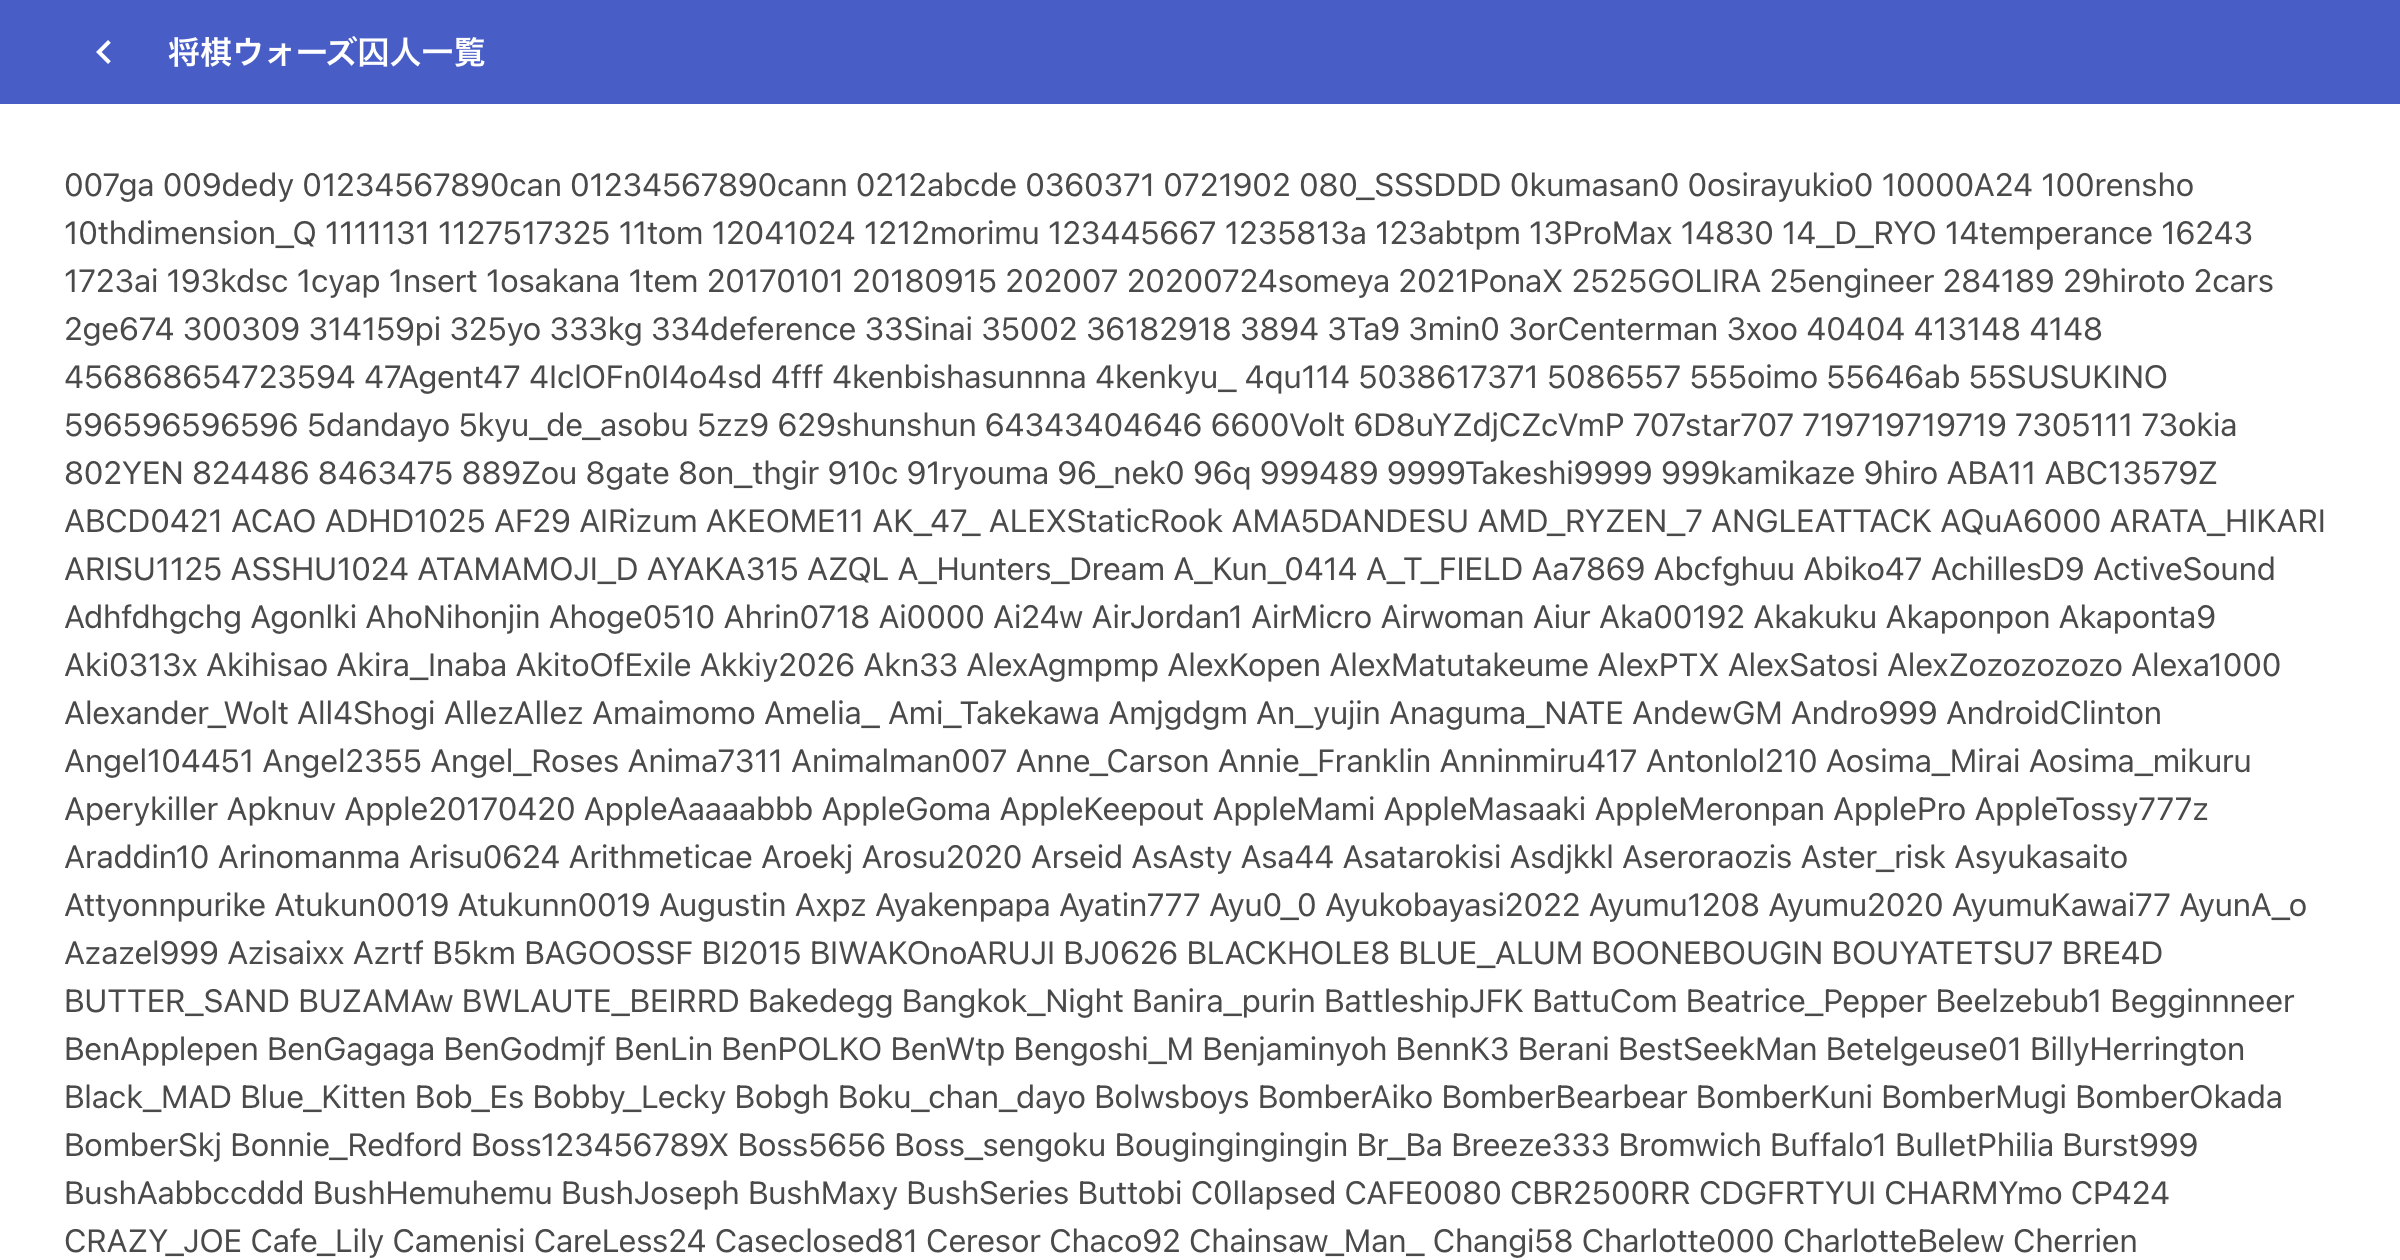 将棋ウォーズ囚人一覧
007ga 009dedy 01234567890can 01234567890cann 0212abcde 0360371 0721902 080_SSSDDD 0kumasan0 0osirayukio0 10000A24 100rensho
10thdimension_Q 1111131 1127517325 11tom 12041024 1212morimu 123445667 1235813a 123abtpm 13ProMax 14830 14_D_RYO 14temperance 16243
1723ai 193kdsc 1cyap 1nsert 1osakana 1tem 20170101 20180915 202007 20200724someya 2021PonaX 2525GOLIRA 25engineer 284189 29hiroto 2cars
2ge674 300309 314159pi 325yo 333kg 334deference 33Sinai 35002 36182918 3894 3Ta9 3min0 3orCenterman 3xoo 40404 413148 4148
456868654723594 47Agent47 4IclOFn0I4o4sd 4fff 4kenbishasunnna 4kenkyu_ 4qu114 5038617371 5086557 555oimo 55646ab 55SUSUKINO
596596596596 5dandayo 5kyu_de_asobu 5zz9 629shunshun 64343404646 6600Volt 6D8uYZdjCZcVmP 707star707 719719719719 7305111 73okia
802YEN 824486 8463475 889Zou 8gate 8on_thgir 910c 91ryouma 96_nek0 96q 999489 9999Takeshi9999 999kamikaze 9hiro ABA11 ABC13579Z
ABCD0421 ACAO ADHD1025 AF29 AIRizum AKEOME11 AK_47_ ALEXStaticRook AMA5DANDESU AMD_RYZEN_7 ANGLEATTACK AQuA6000 ARATA_HIKARI
ARISU1125 ASSHU1024 ATAMAMOJI_D AYAKA315 AZQL A_Hunters_Dream A_Kun_0414 A_T_FIELD Aa7869 Abcfghuu Abiko47 AchillesD9 ActiveSound
Adhfdhgchg Agonlki AhoNihonjin Ahoge0510 Ahrin0718 Ai0000 Ai24w AirJordan1 AirMicro Airwoman Aiur Aka00192 Akakuku Akaponpon Akaponta9
Aki0313x Akihisao Akira_Inaba AkitoOfExile Akkiy2026 Akn33 AlexAgmpmp AlexKopen AlexMatutakeume AlexPTX AlexSatosi AlexZozozozozo Alexa1000
Alexander_Wolt All4Shogi AllezAllez Amaimomo Amelia_ Ami_Takekawa Amjgdgm An_yujin Anaguma_NATE AndewGM Andro999 AndroidClinton
Angel104451 Angel2355 Angel_Roses Anima7311 Animalman007 Anne_Carson Annie_Franklin Anninmiru417 Antonlol210 Aosima_Mirai Aosima_mikuru
Aperykiller Apknuv Apple20170420 AppleAaaaabbb AppleGoma AppleKeepout AppleMami AppleMasaaki AppleMeronpan ApplePro AppleTossy777z
Araddin10 Arinomanma Arisu0624 Arithmeticae Aroekj Arosu2020 Arseid AsAsty Asa44 Asatarokisi Asdjkkl Aseroraozis Aster_risk Asyukasaito
Attyonnpurike Atukun0019 Atukunn0019 Augustin Axpz Ayakenpapa Ayatin777 Ayu0_0 Ayukobayasi2022 Ayumu1208 Ayumu2020 AyumuKawai77 AyunA_o
Azazel999 Azisaixx Azrtf B5km BAGOOSSF BI2015 BIWAKOnoARUJI BJ0626 BLACKHOLE8 BLUE_ALUM BOONEBOUGIN BOUYATETSU7 BRE4D
BUTTER_SAND BUZAMAw BWLAUTE_BEIRRD Bakedegg Bangkok_Night Banira_purin BattleshipJFK BattuCom Beatrice_Pepper Beelzebub1 Begginnneer
BenApplepen BenGagaga BenGodmjf BenLin BenPOLKO BenWtp Bengoshi_M Benjaminyoh BennK3 Berani BestSeekMan Betelgeuse01 BillyHerrington
Black_MAD Blue_Kitten Bob_Es Bobby_Lecky Bobgh Boku_chan_dayo Bolwsboys BomberAiko BomberBearbear BomberKuni BomberMugi BomberOkada
BomberSkj Bonnie_Redford Boss123456789X Boss5656 Boss_sengoku Bougingingingin Br_Ba Breeze333 Bromwich Buffalo1 BulletPhilia Burst999
BushAabbccddd BushHemuhemu BushJoseph BushMaxy BushSeries Buttobi C0llapsed CAFE0080 CBR2500RR CDGFRTYUI CHARMYmo CP424
CRAZY_JOE Cafe_Lily Camenisi CareLess24 Caseclosed81 Ceresor Chaco92 Chainsaw_Man_ Changi58 Charlotte000 CharlotteBelew Cherrien